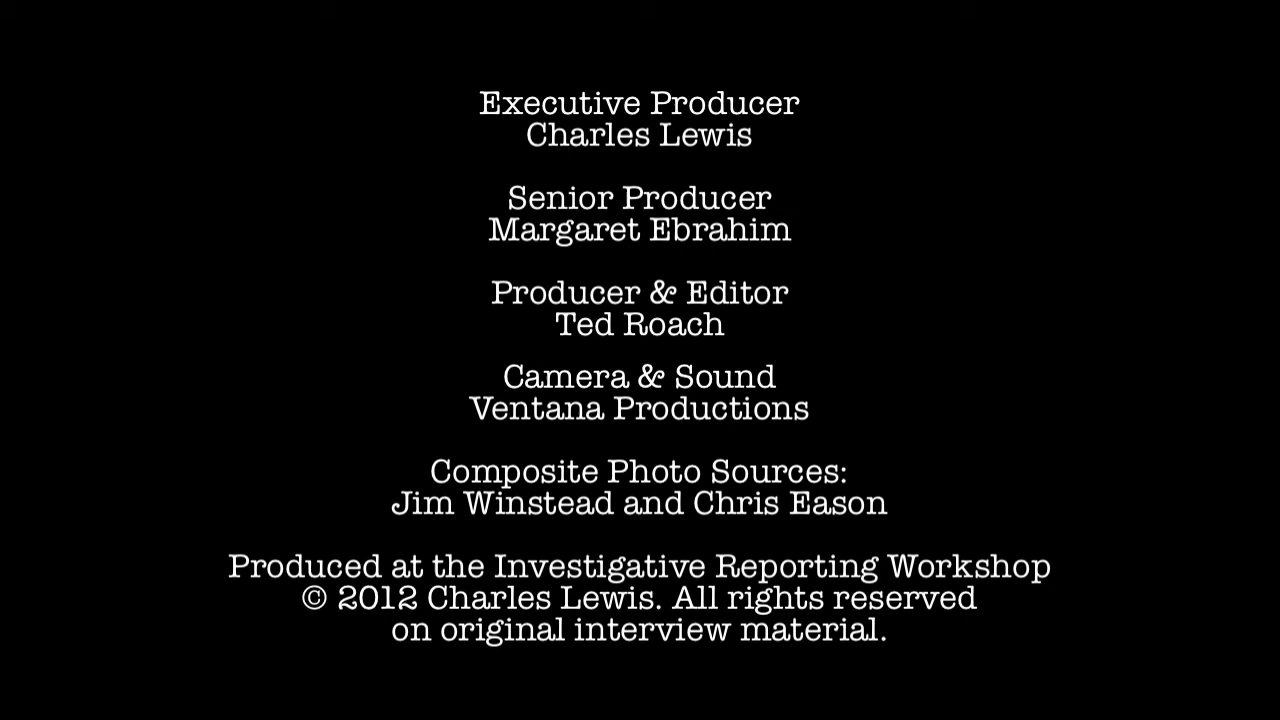 Executive Producer
Charles Lewis
Senior Producer
Margaret Ebrahim
Producer & Editor
Ted Roach
Camera & Sound
Ventana Productions
Composite Photo Sources:
Jim Winstead and Chris Eason
Produced at the Investigative Reporting Workshop
© 2012 Charles Lewis. All rights reserved
on original interview material.